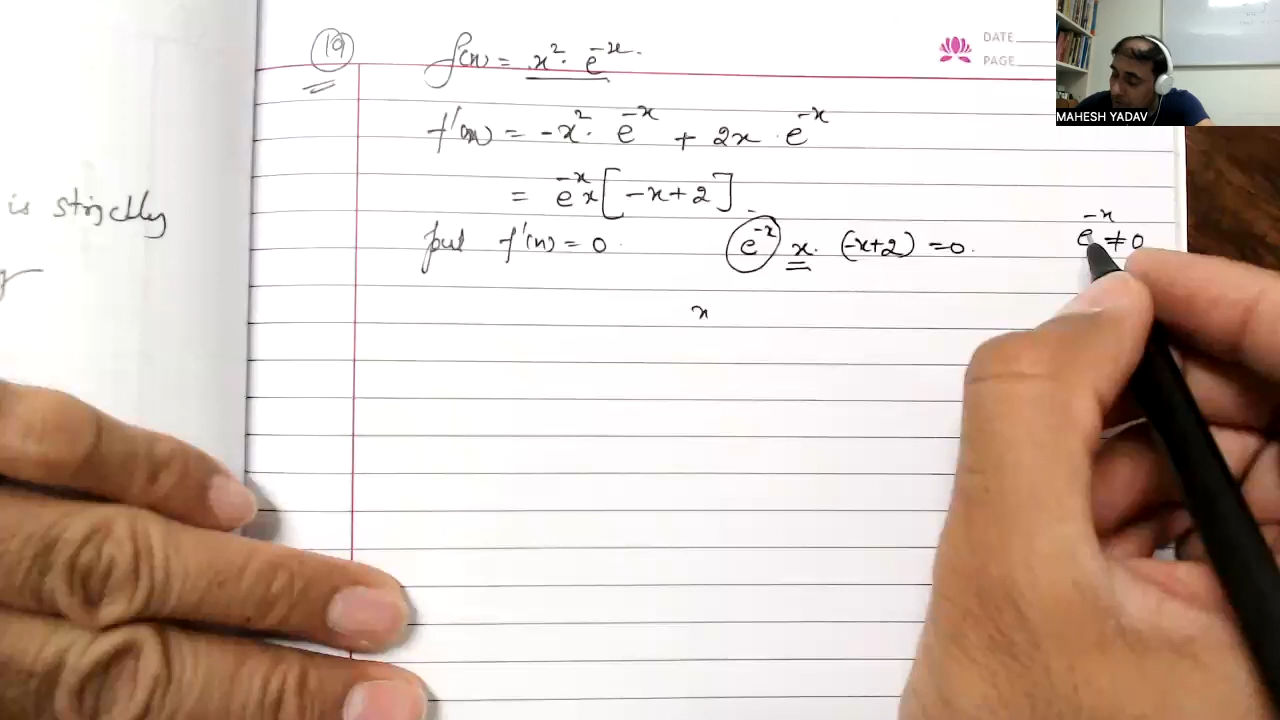 19
f(x) = x²· e^-x.
f'(x) = -x²· e^-x + 2x · e^-x
= e^-x x [ -x+2 ].
put f'(x) = 0. e^-x x. (-x+2) = 0. e^-x ≠ 0
x
is strictly
DATE
PAGE
MAHESH YADAV